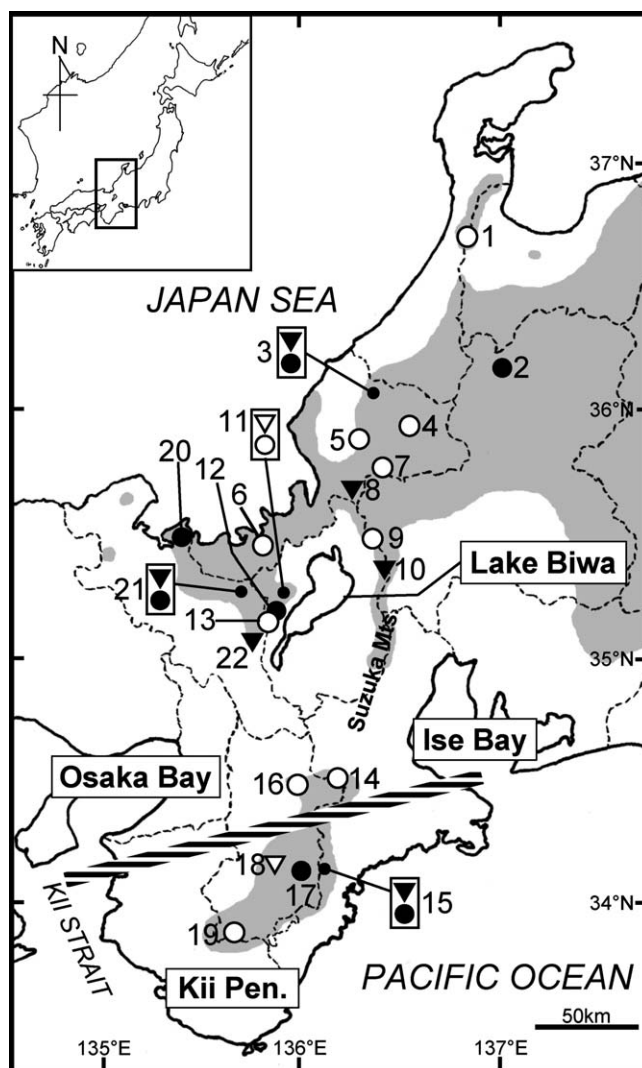 N
37°N
1
JAPAN SEA
3
2
36°N
11
4
5
20
12
7
6
8
9
10
Lake Biwa
21
13
22
35°N
Suzuka Mts.
Ise Bay
Osaka Bay
16
14
18
17
15
34°N
KII STRAIT
19
Kii Pen.
PACIFIC OCEAN
50km
135°E
136°E
137°E